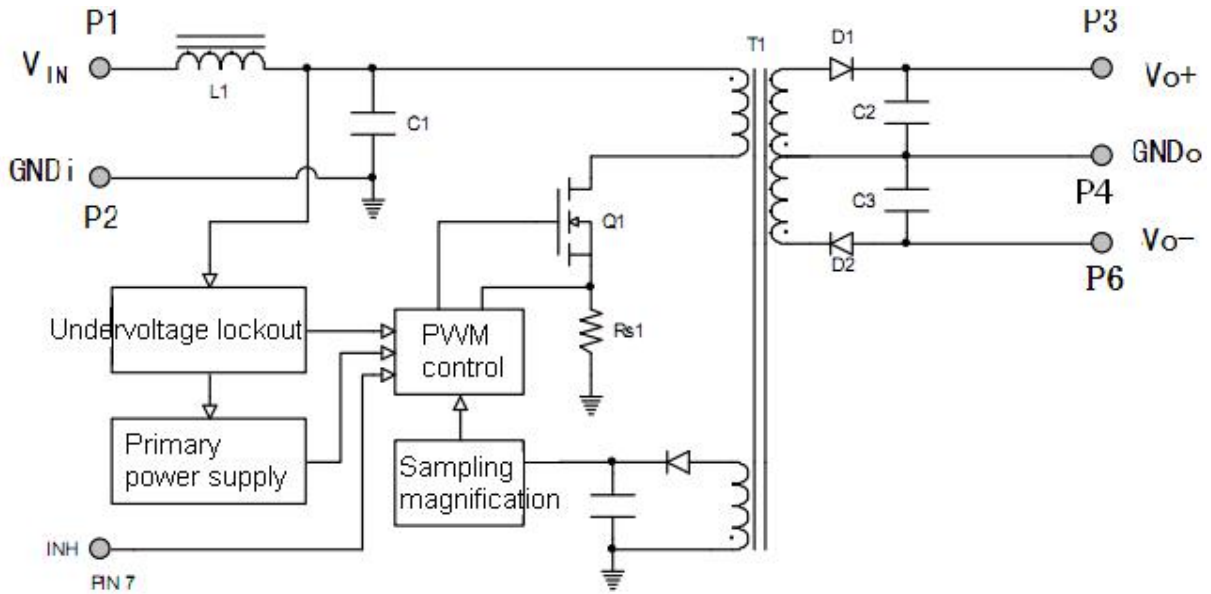 P1
P3
V_IN
L1
T1
D1
Vo+
C1
C2
GNDi
GNDo
P2
P4
C3
Q1
Vo-
D2
P6
Undervoltage lockout
PWM
control
Rs1
Primary
power supply
Sampling
magnification
INH
PIN 7